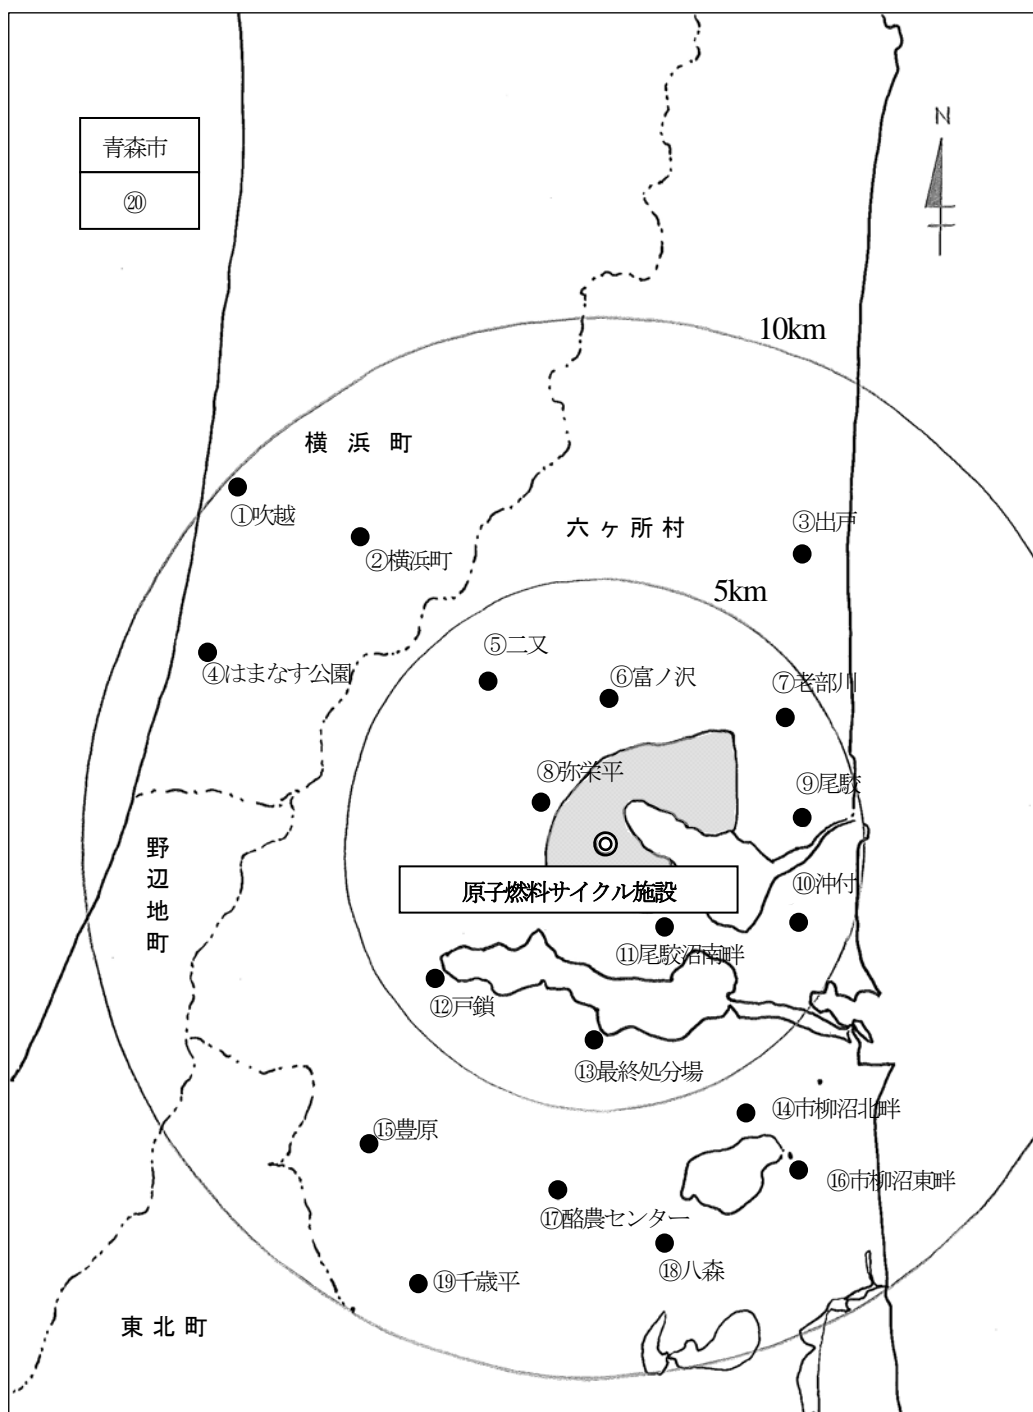 青森市
⑳
N
10km
横浜町
①吹越
②横浜町
六ヶ所村
③出戸
5km
④はまなす公園
⑤二又
⑥富ノ沢
⑦老部川
⑧弥栄平
⑨尾駮
野辺地町
原子燃料サイクル施設
⑩沖付
⑪尾駮沼南畔
⑫戸鎖
⑬最終処分場
⑭市柳沼北畔
⑮豊原
⑯市柳沼東畔
⑰酪農センター
⑱八森
⑲千歳平
東北町